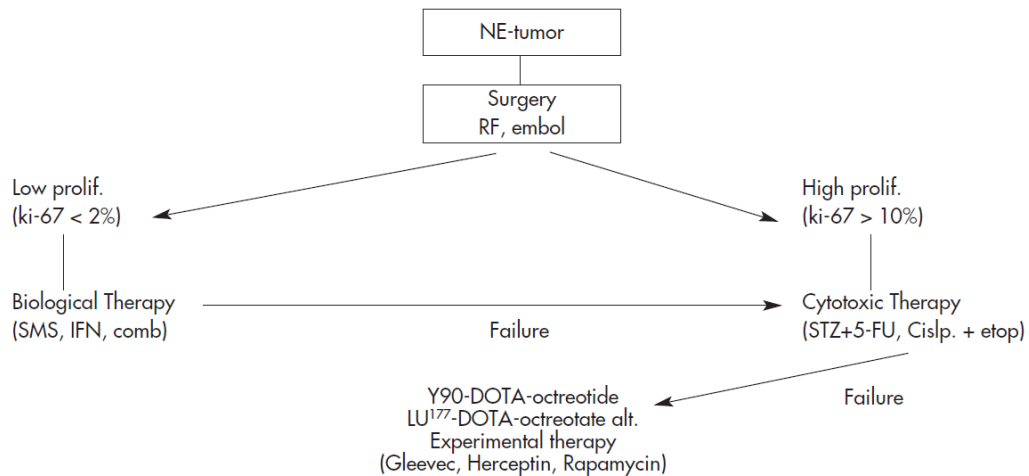 NE-tumor
Surgery
RF, embol
Low prolif.
(ki-67 < 2%)
High prolif.
(ki-67 > 10%)
Biological Therapy
(SMS, IFN, comb)
Failure
Cytotoxic Therapy
(STZ+5-FU, Cislp. + etop)
Failure
Y90-DOTA-octreotide
LU¹⁷⁷-DOTA-octreotate alt.
Experimental therapy
(Gleevec, Herceptin, Rapamycin)